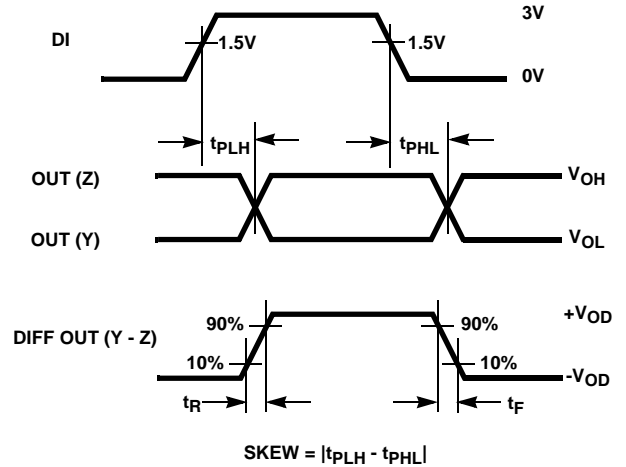 3V
DI
1.5V
1.5V
0V
tPLH
tPHL
OUT (Z)
VOH
OUT (Y)
VOL
+VOD
90%
90%
DIFF OUT (Y - Z)
10%
10%
-VOD
tR
tF
SKEW = |tPLH - tPHL|